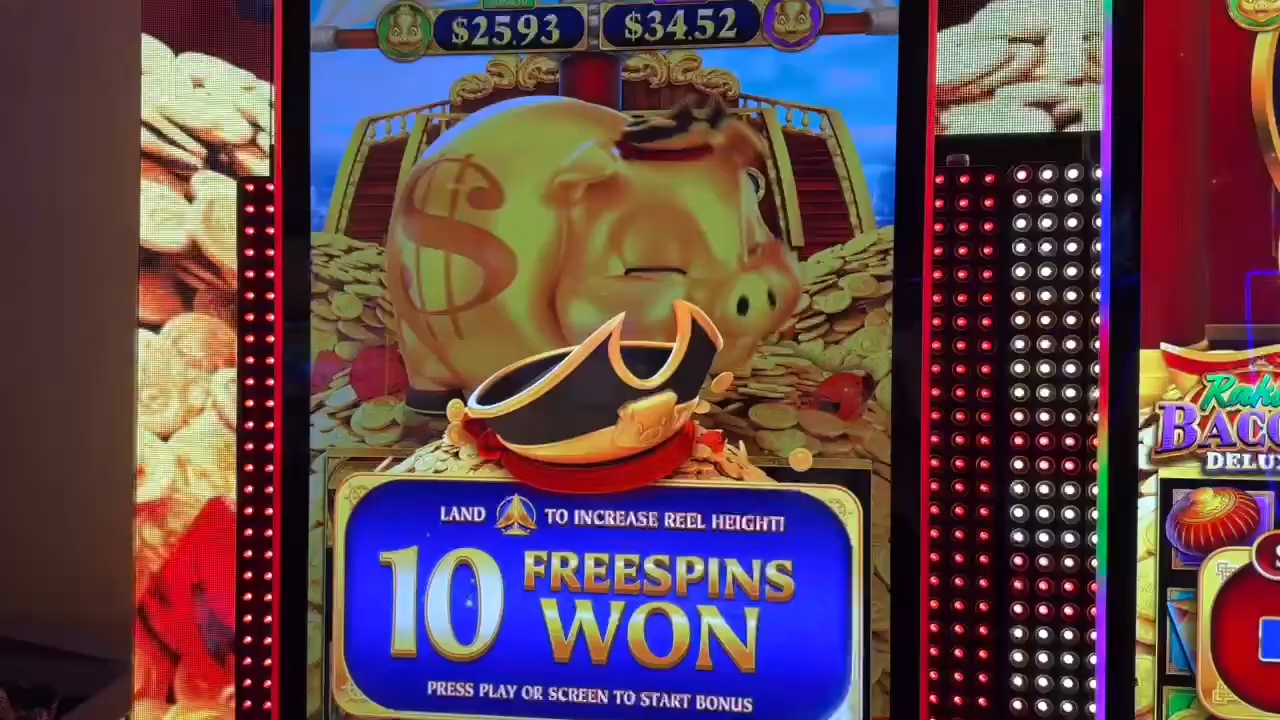 $25.93 $34.52
$
LAND TO INCREASE REEL HEIGHT!
10 FREESPINS
WON
PRESS PLAY OR SCREEN TO START BONUS